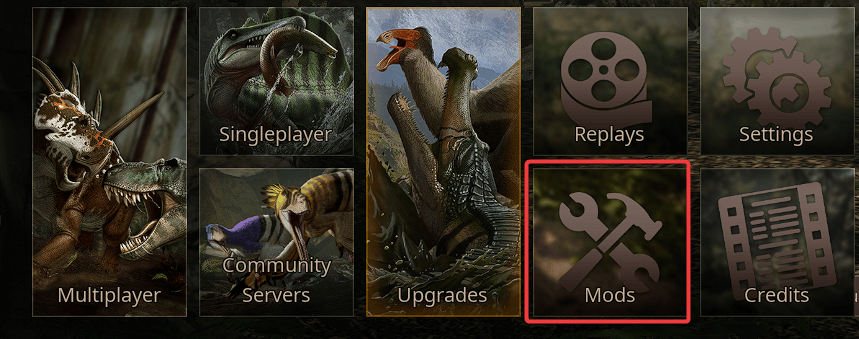 Singleplayer
Replays
Settings
Multiplayer
Community
Servers
Upgrades
Mods
Credits